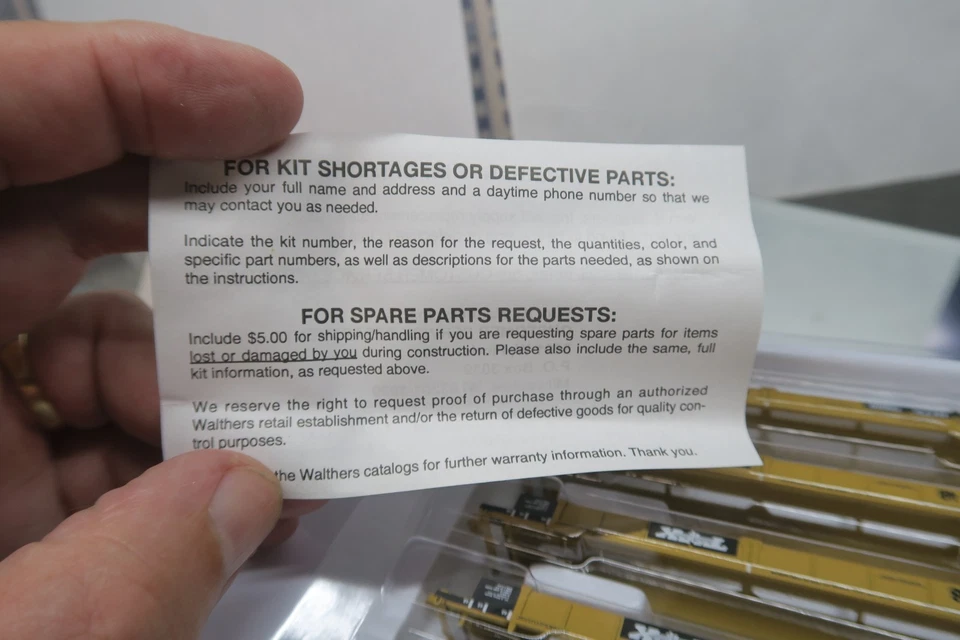 FOR KIT SHORTAGES OR DEFECTIVE PARTS:
Include your full name and address and a daytime phone number so that we
may contact you as needed.
Indicate the kit number, the reason for the request, the quantities, color, and
specific part numbers, as well as descriptions for the parts needed, as shown on
the instructions.
FOR SPARE PARTS REQUESTS:
Include $5.00 for shipping/handling if you are requesting spare parts for items
lost or damaged by you during construction. Please also include the same, full
kit information, as requested above.
We reserve the right to request proof of purchase through an authorized
Walthers retail establishment and/or the return of defective goods for quality con-
trol purposes.
the Walthers catalogs for further warranty information. Thank you.